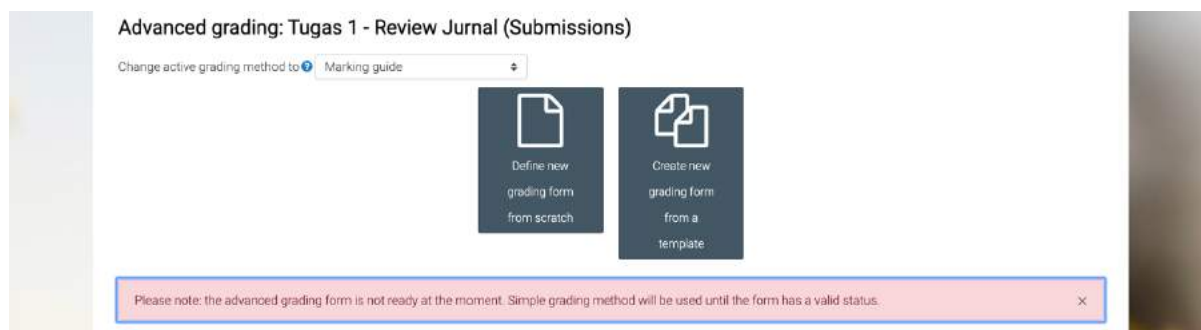 Advanced grading: Tugas 1 - Review Jurnal (Submissions)
Change active grading method to Marking guide
Define new
grading form
from scratch
Create new
grading form
from a
template
Please note: the advanced grading form is not ready at the moment. Simple grading method will be used until the form has a valid status.